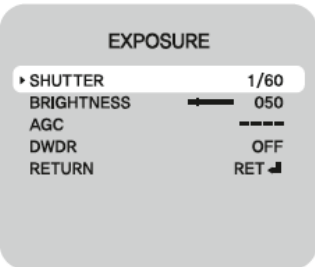 EXPOSURE
SHUTTER 1/60
BRIGHTNESS 050
AGC ----
DWDR OFF
RETURN RET